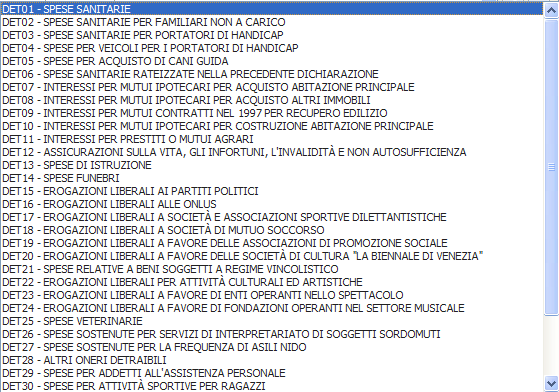 DET01 - SPESE SANITARIE
DET02 - SPESE SANITARIE PER FAMILIARI NON A CARICO
DET03 - SPESE SANITARIE PER PORTATORI DI HANDICAP
DET04 - SPESE PER VEICOLI PER I PORTATORI DI HANDICAP
DET05 - SPESE PER ACQUISTO DI CANI GUIDA
DET06 - SPESE SANITARIE RATEIZZATE NELLA PRECEDENTE DICHIARAZIONE
DET07 - INTERESSI PER MUTUI IPOTECARI PER ACQUISTO ABITAZIONE PRINCIPALE
DET08 - INTERESSI PER MUTUI IPOTECARI PER ACQUISTO ALTRI IMMOBILI
DET09 - INTERESSI PER MUTUI CONTRATTI NEL 1997 PER RECUPERO EDILIZIO
DET10 - INTERESSI PER MUTUI IPOTECARI PER COSTRUZIONE ABITAZIONE PRINCIPALE
DET11 - INTERESSI PER PRESTITI O MUTUI AGRARI
DET12 - ASSICURAZIONI SULLA VITA, GLI INFORTUNI, L'INVALIDITÀ E NON AUTOSUFFICIENZA
DET13 - SPESE DI ISTRUZIONE
DET14 - SPESE FUNEBRI
DET15 - EROGAZIONI LIBERALI AI PARTITI POLITICI
DET16 - EROGAZIONI LIBERALI ALLE ONLUS
DET17 - EROGAZIONI LIBERALI A SOCIETÀ E ASSOCIAZIONI SPORTIVE DILETTANTISTICHE
DET18 - EROGAZIONI LIBERALI A SOCIETÀ DI MUTUO SOCCORSO
DET19 - EROGAZIONI LIBERALI A FAVORE DELLE ASSOCIAZIONI DI PROMOZIONE SOCIALE
DET20 - EROGAZIONI LIBERALI A FAVORE DELLE SOCIETÀ DI CULTURA "LA BIENNALE DI VENEZIA"
DET21 - SPESE RELATIVE A BENI SOGGETTI A REGIME VINCOLISTICO
DET22 - EROGAZIONI LIBERALI PER ATTIVITÀ CULTURALI ED ARTISTICHE
DET23 - EROGAZIONI LIBERALI A FAVORE DI ENTI OPERANTI NELLO SPETTACOLO
DET24 - EROGAZIONI LIBERALI A FAVORE DI FONDAZIONI OPERANTI NEL SETTORE MUSICALE
DET25 - SPESE VETERINARIE
DET26 - SPESE SOSTENUTE PER SERVIZI DI INTERPRETARIATO DI SOGGETTI SORDOMUTI
DET27 - SPESE SOSTENUTE PER LA FREQUENZA DI ASILI NIDO
DET28 - ALTRI ONERI DETRAIBILI
DET29 - SPESE PER ADDETTI ALL'ASSISTENZA PERSONALE
DET30 - SPESE PER ATTIVITÀ SPORTIVE PER RAGAZZI